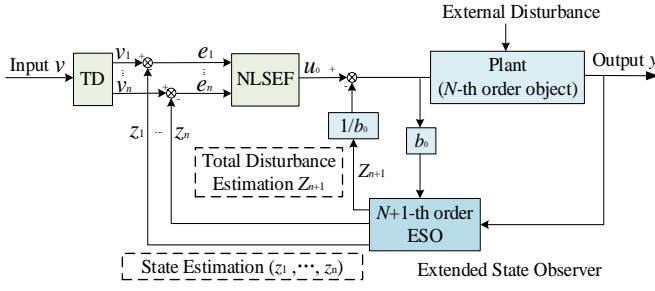 External Disturbance
Input v
TD
v₁
⋮
vₙ
+
-
+
-
e₁
⋮
eₙ
NLSEF
u₀
+
-
Plant
(N-th order object)
Output y
z₁ ... zₙ
1/b₀
b₀
Total Disturbance
Estimation Zₙ₊₁
Zₙ₊₁
N+1-th order
ESO
State Estimation (z₁ ,⋯, zₙ)
Extended State Observer